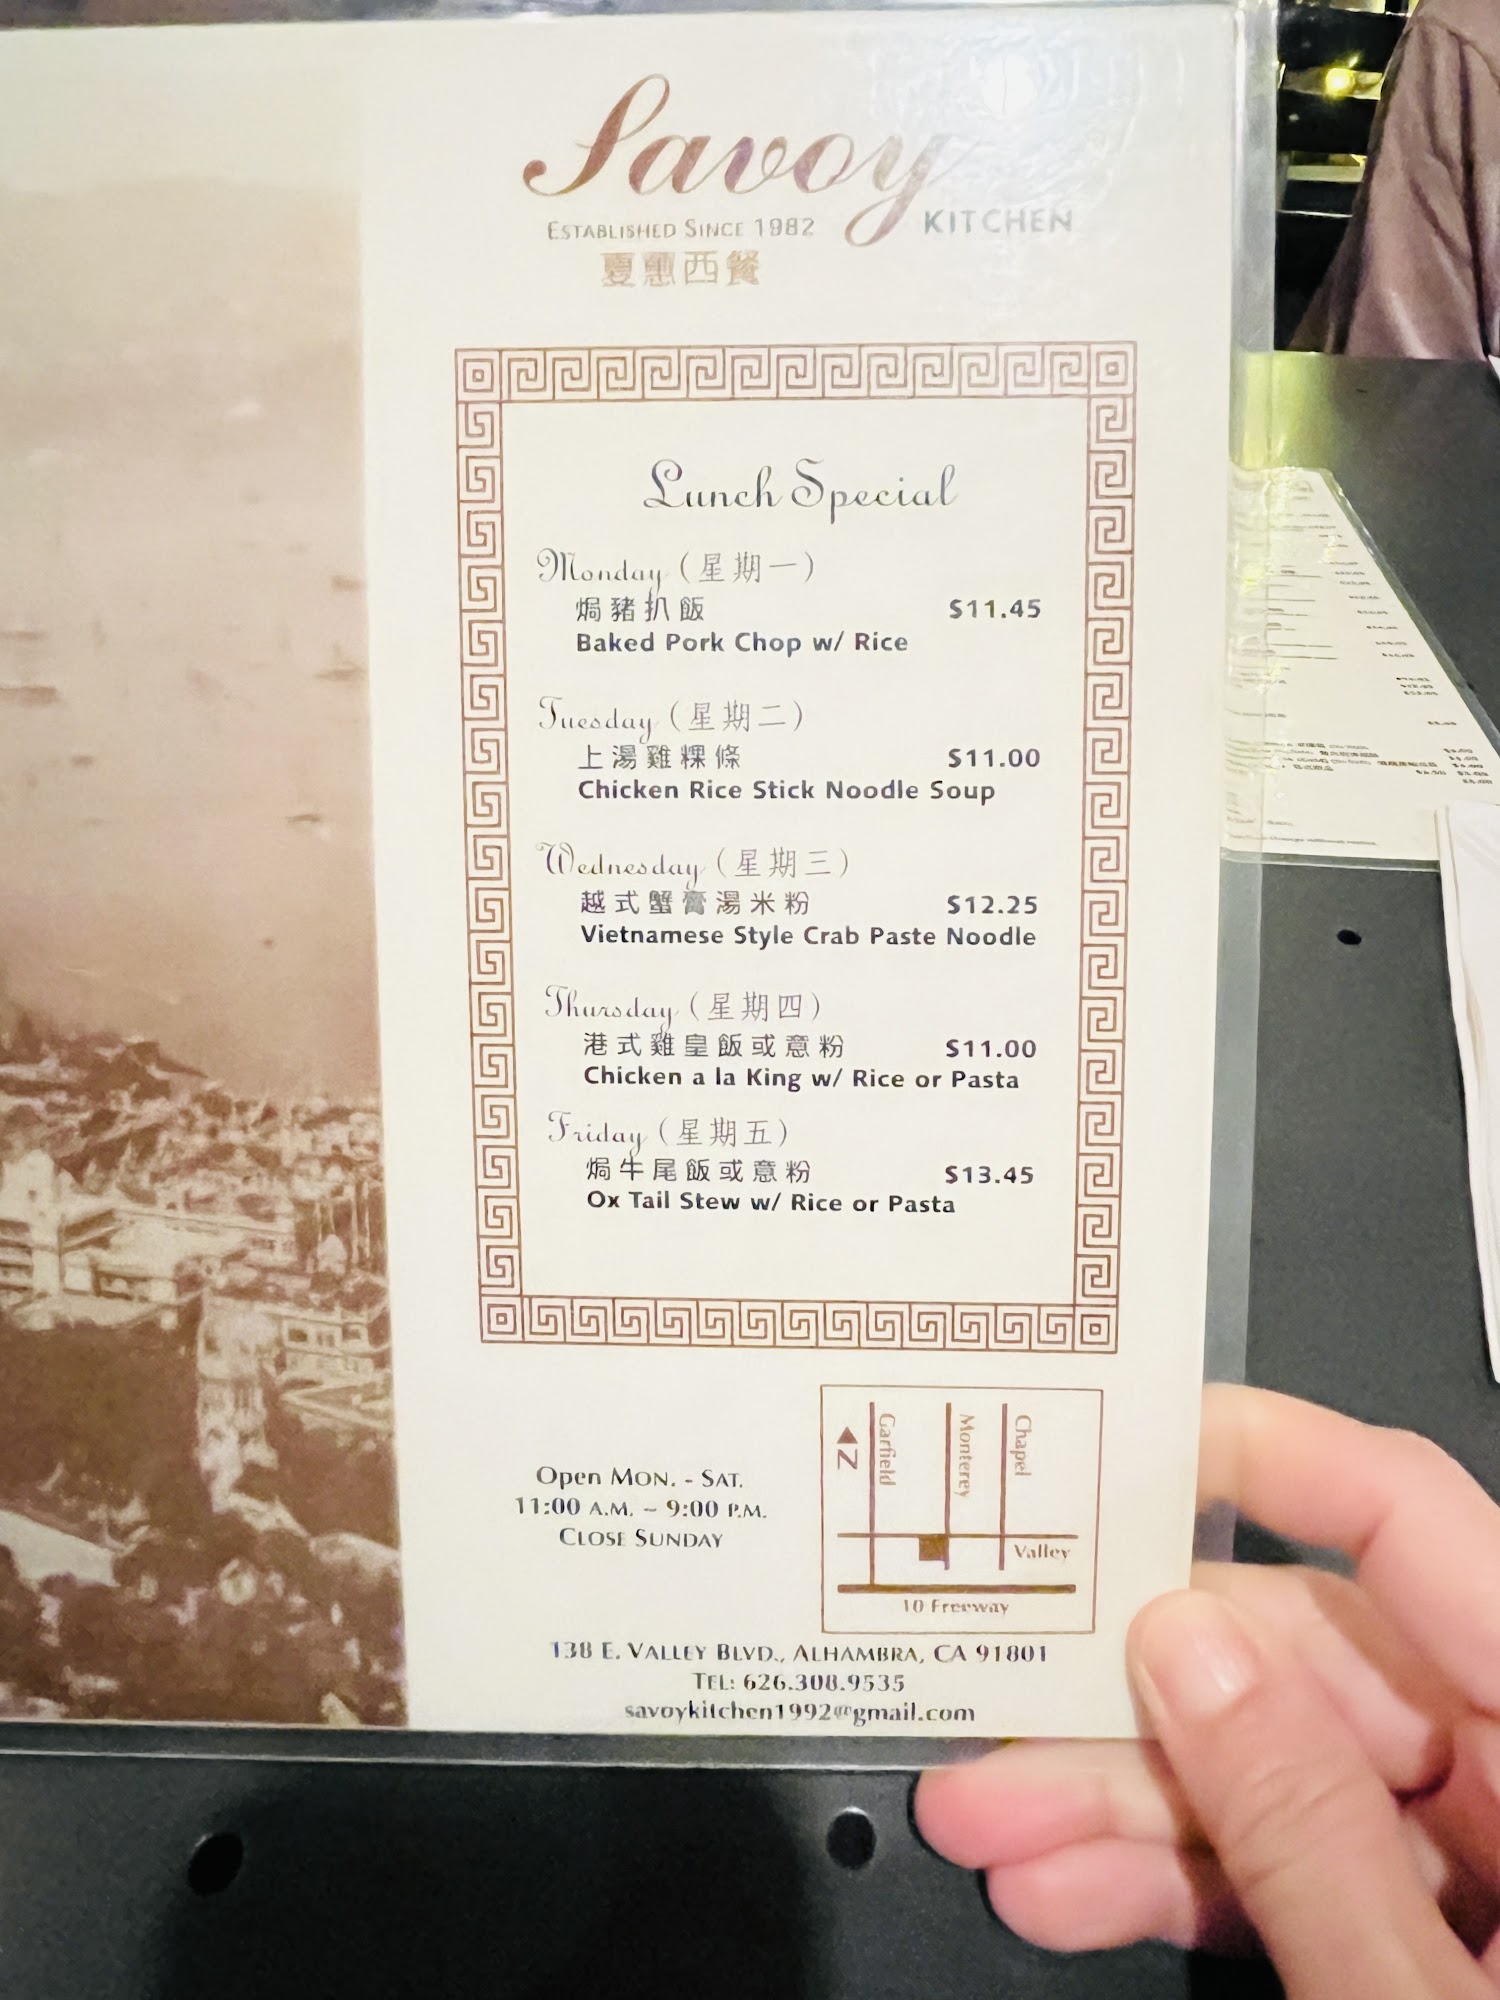 Savoy
KITCHEN
ESTABLISHED SINCE 1982
夏蕙西餐
Lunch Special
Monday (星期一)
焗豬扒飯 $11.45
Baked Pork Chop w/ Rice
Tuesday (星期二)
上湯雞粿條 $11.00
Chicken Rice Stick Noodle Soup
Wednesday (星期三)
越式蟹膏湯米粉 $12.25
Vietnamese Style Crab Paste Noodle
Thursday (星期四)
港式雞皇飯或意粉 $11.00
Chicken a la King w/ Rice or Pasta
Friday (星期五)
焗牛尾飯或意粉 $13.45
Ox Tail Stew w/ Rice or Pasta
Open MON. - SAT.
11:00 A.M. ~ 9:00 P.M.
CLOSE SUNDAY
N
Garfield
Monterey
Chapel
Valley
10 Freeway
138 E. VALLEY BLVD., ALHAMBRA, CA 91801
TEL: 626.308.9535
savoykitchen1992@gmail.com